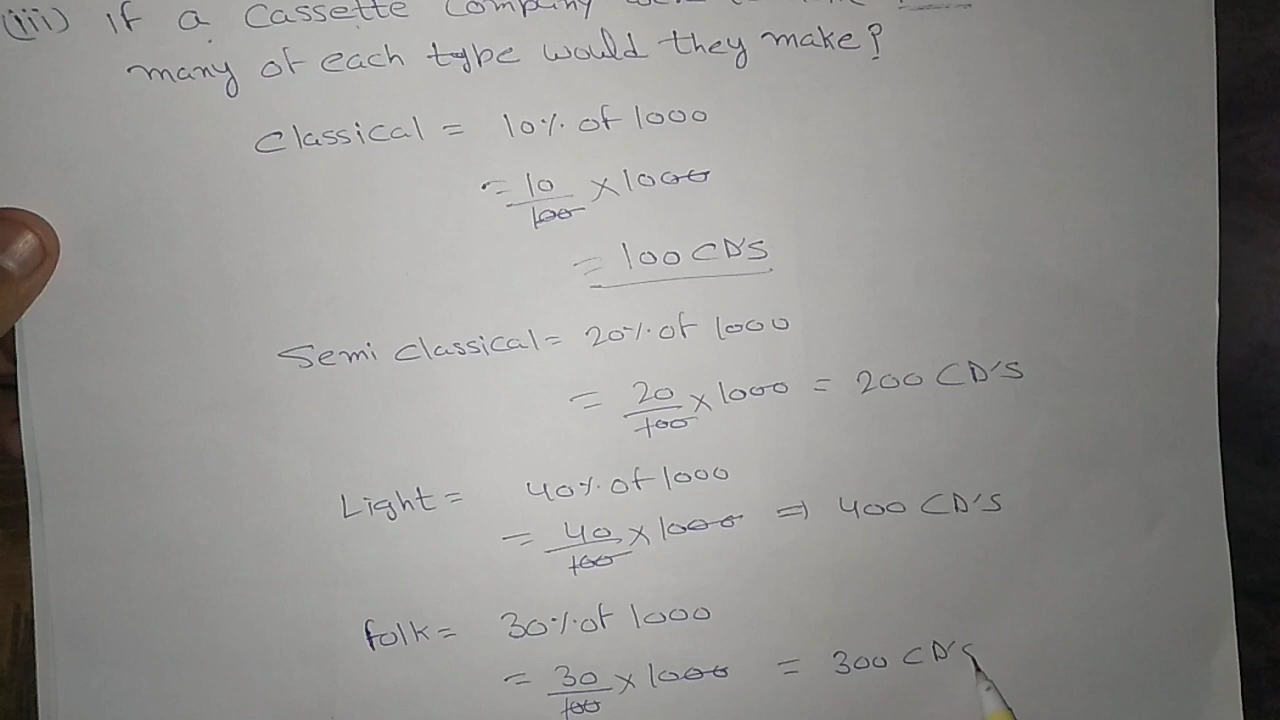 (iii) If a Cassette Company
many of each type would they make?
Classical = 10% of 1000
= 10/100 × 1000
= 100 CD'S
Semi classical = 20% of 1000
= 20/100 × 1000 = 200 CD'S
Light = 40% of 1000
= 40/100 × 1000 ⇒ 400 CD'S
folk = 30% of 1000
= 30/100 × 1000 = 300 CD'S